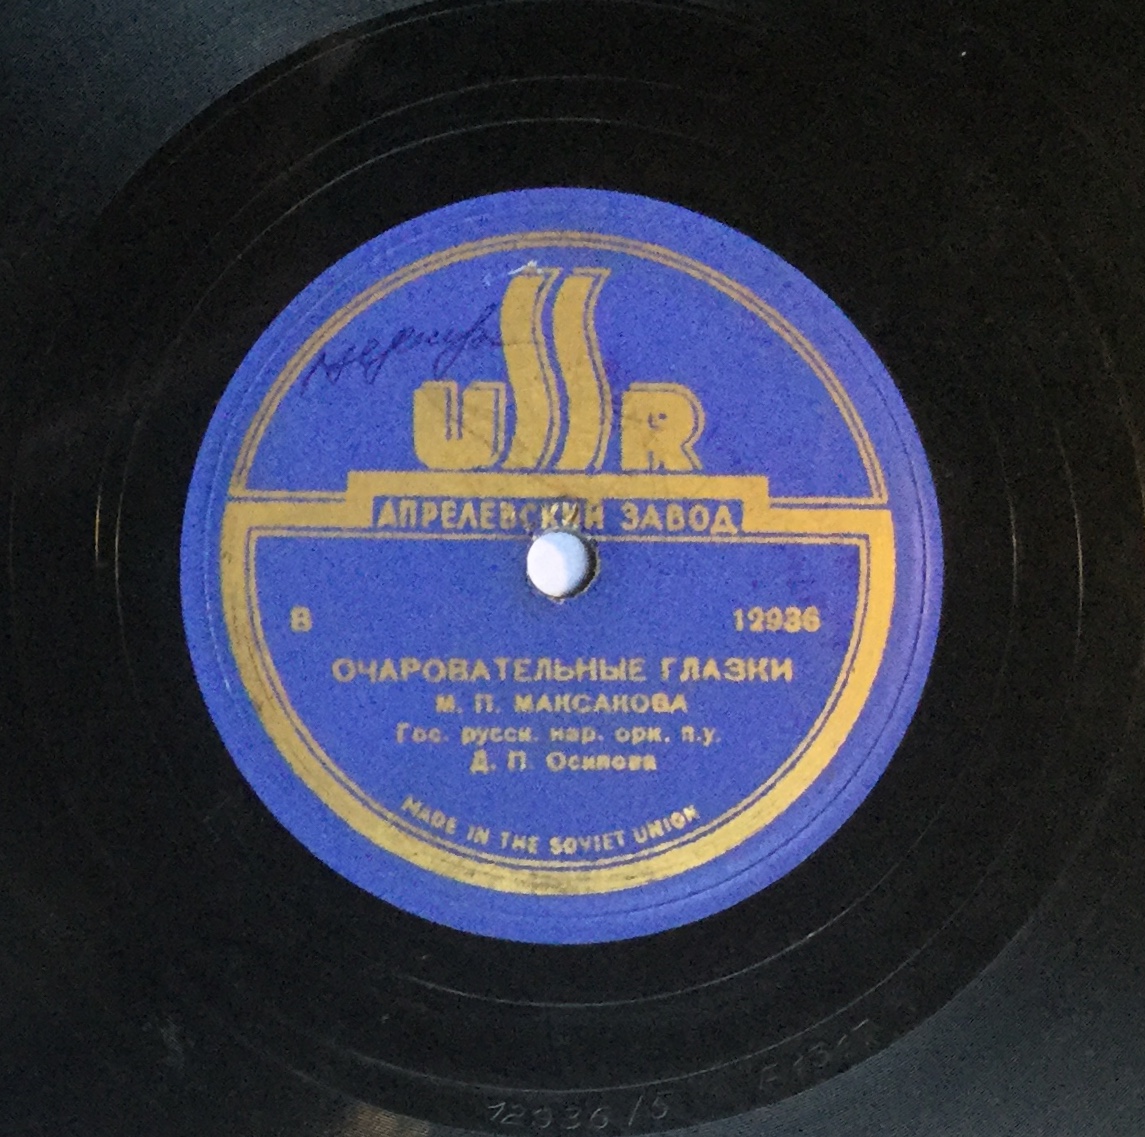 USSR
АПРЕЛЕВСКИЙ ЗАВОД
В 12936
ОЧАРОВАТЕЛЬНЫЕ ГЛАЗКИ
М. П. МАКСАКОВА
Гос. русск. нар. орк. п.у.
Д. П. Осипова
MADE IN THE SOVIET UNION
12936/5